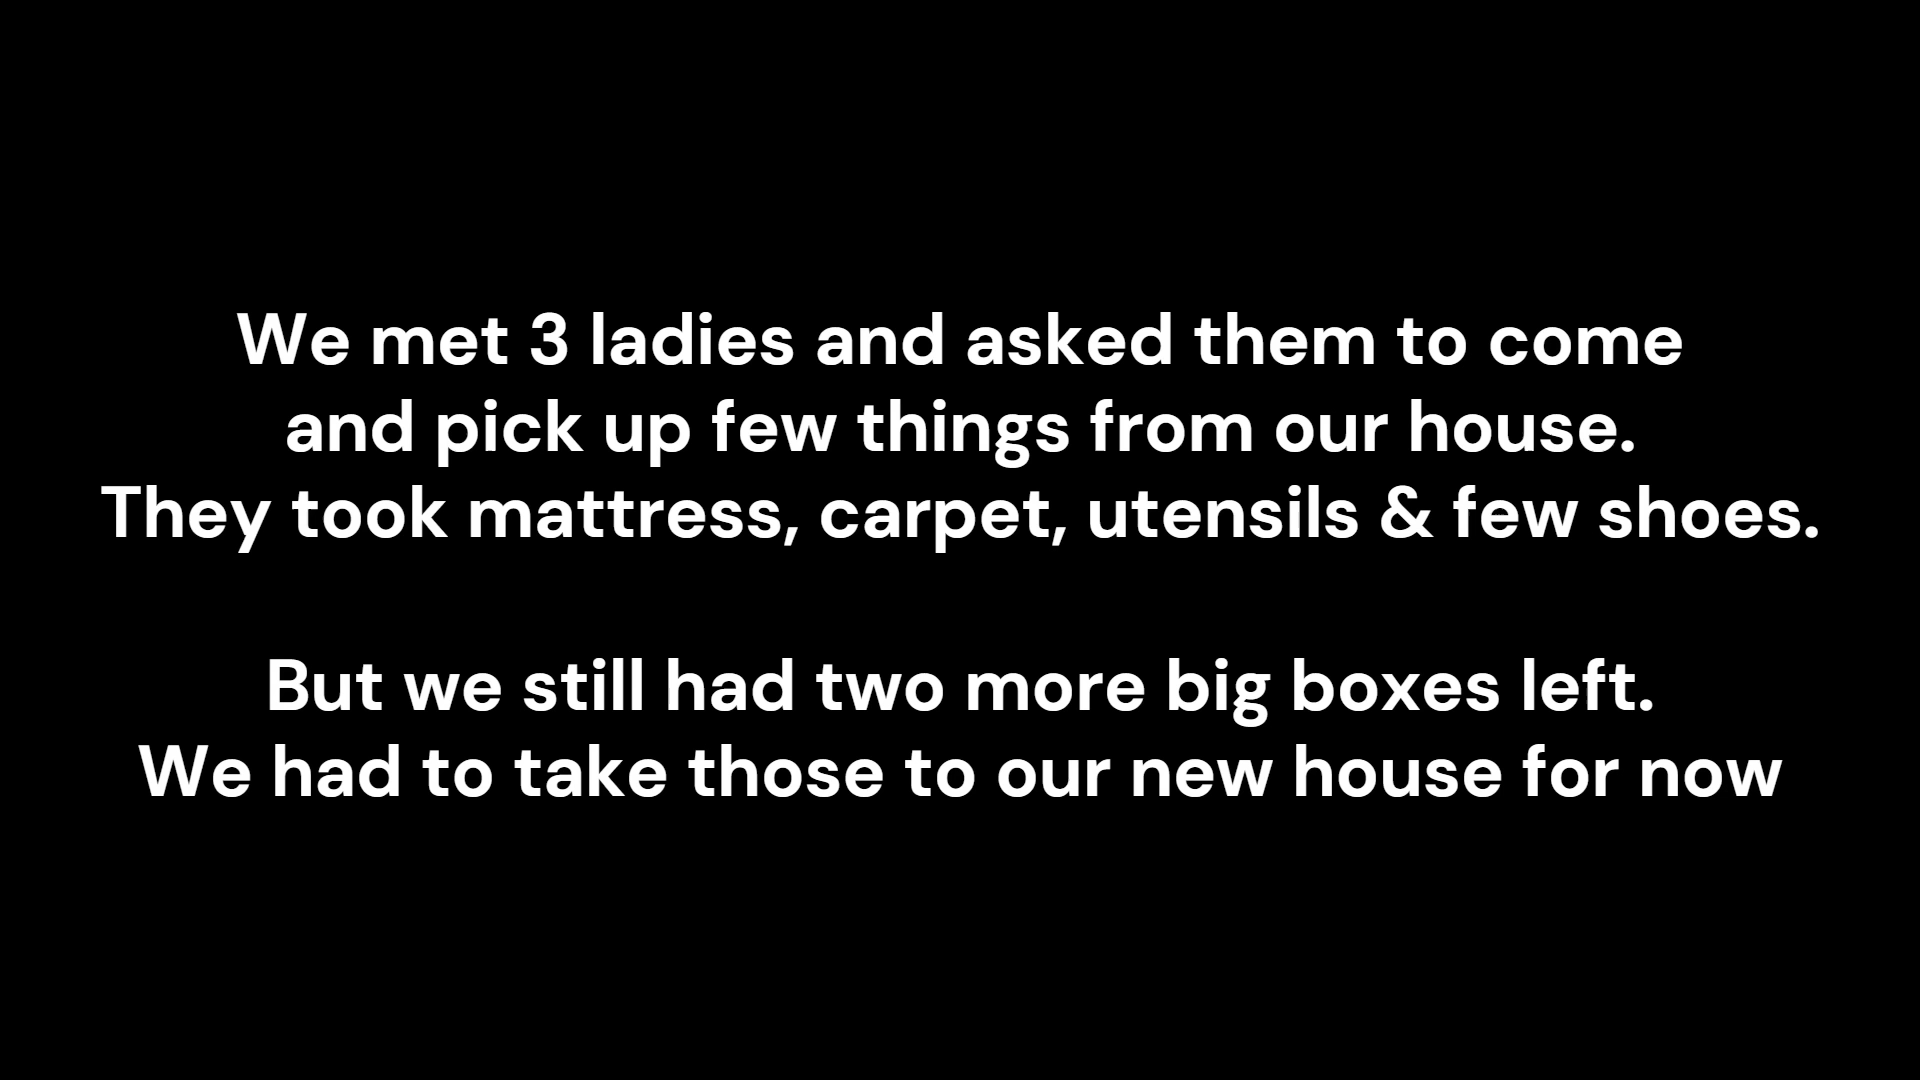 We met 3 ladies and asked them to come
and pick up few things from our house.
They took mattress, carpet, utensils & few shoes.
But we still had two more big boxes left.
We had to take those to our new house for now